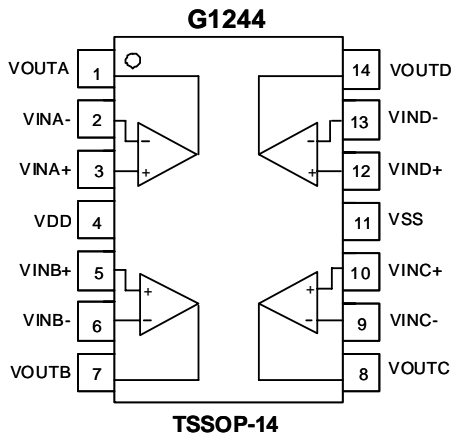 G1244
VOUTA 1 14 VOUTD
VINA- 2 - - 13 VIND-
VINA+ 3 + + 12 VIND+
VDD 4 11 VSS
VINB+ 5 + + 10 VINC+
VINB- 6 - - 9 VINC-
VOUTB 7 8 VOUTC
TSSOP-14